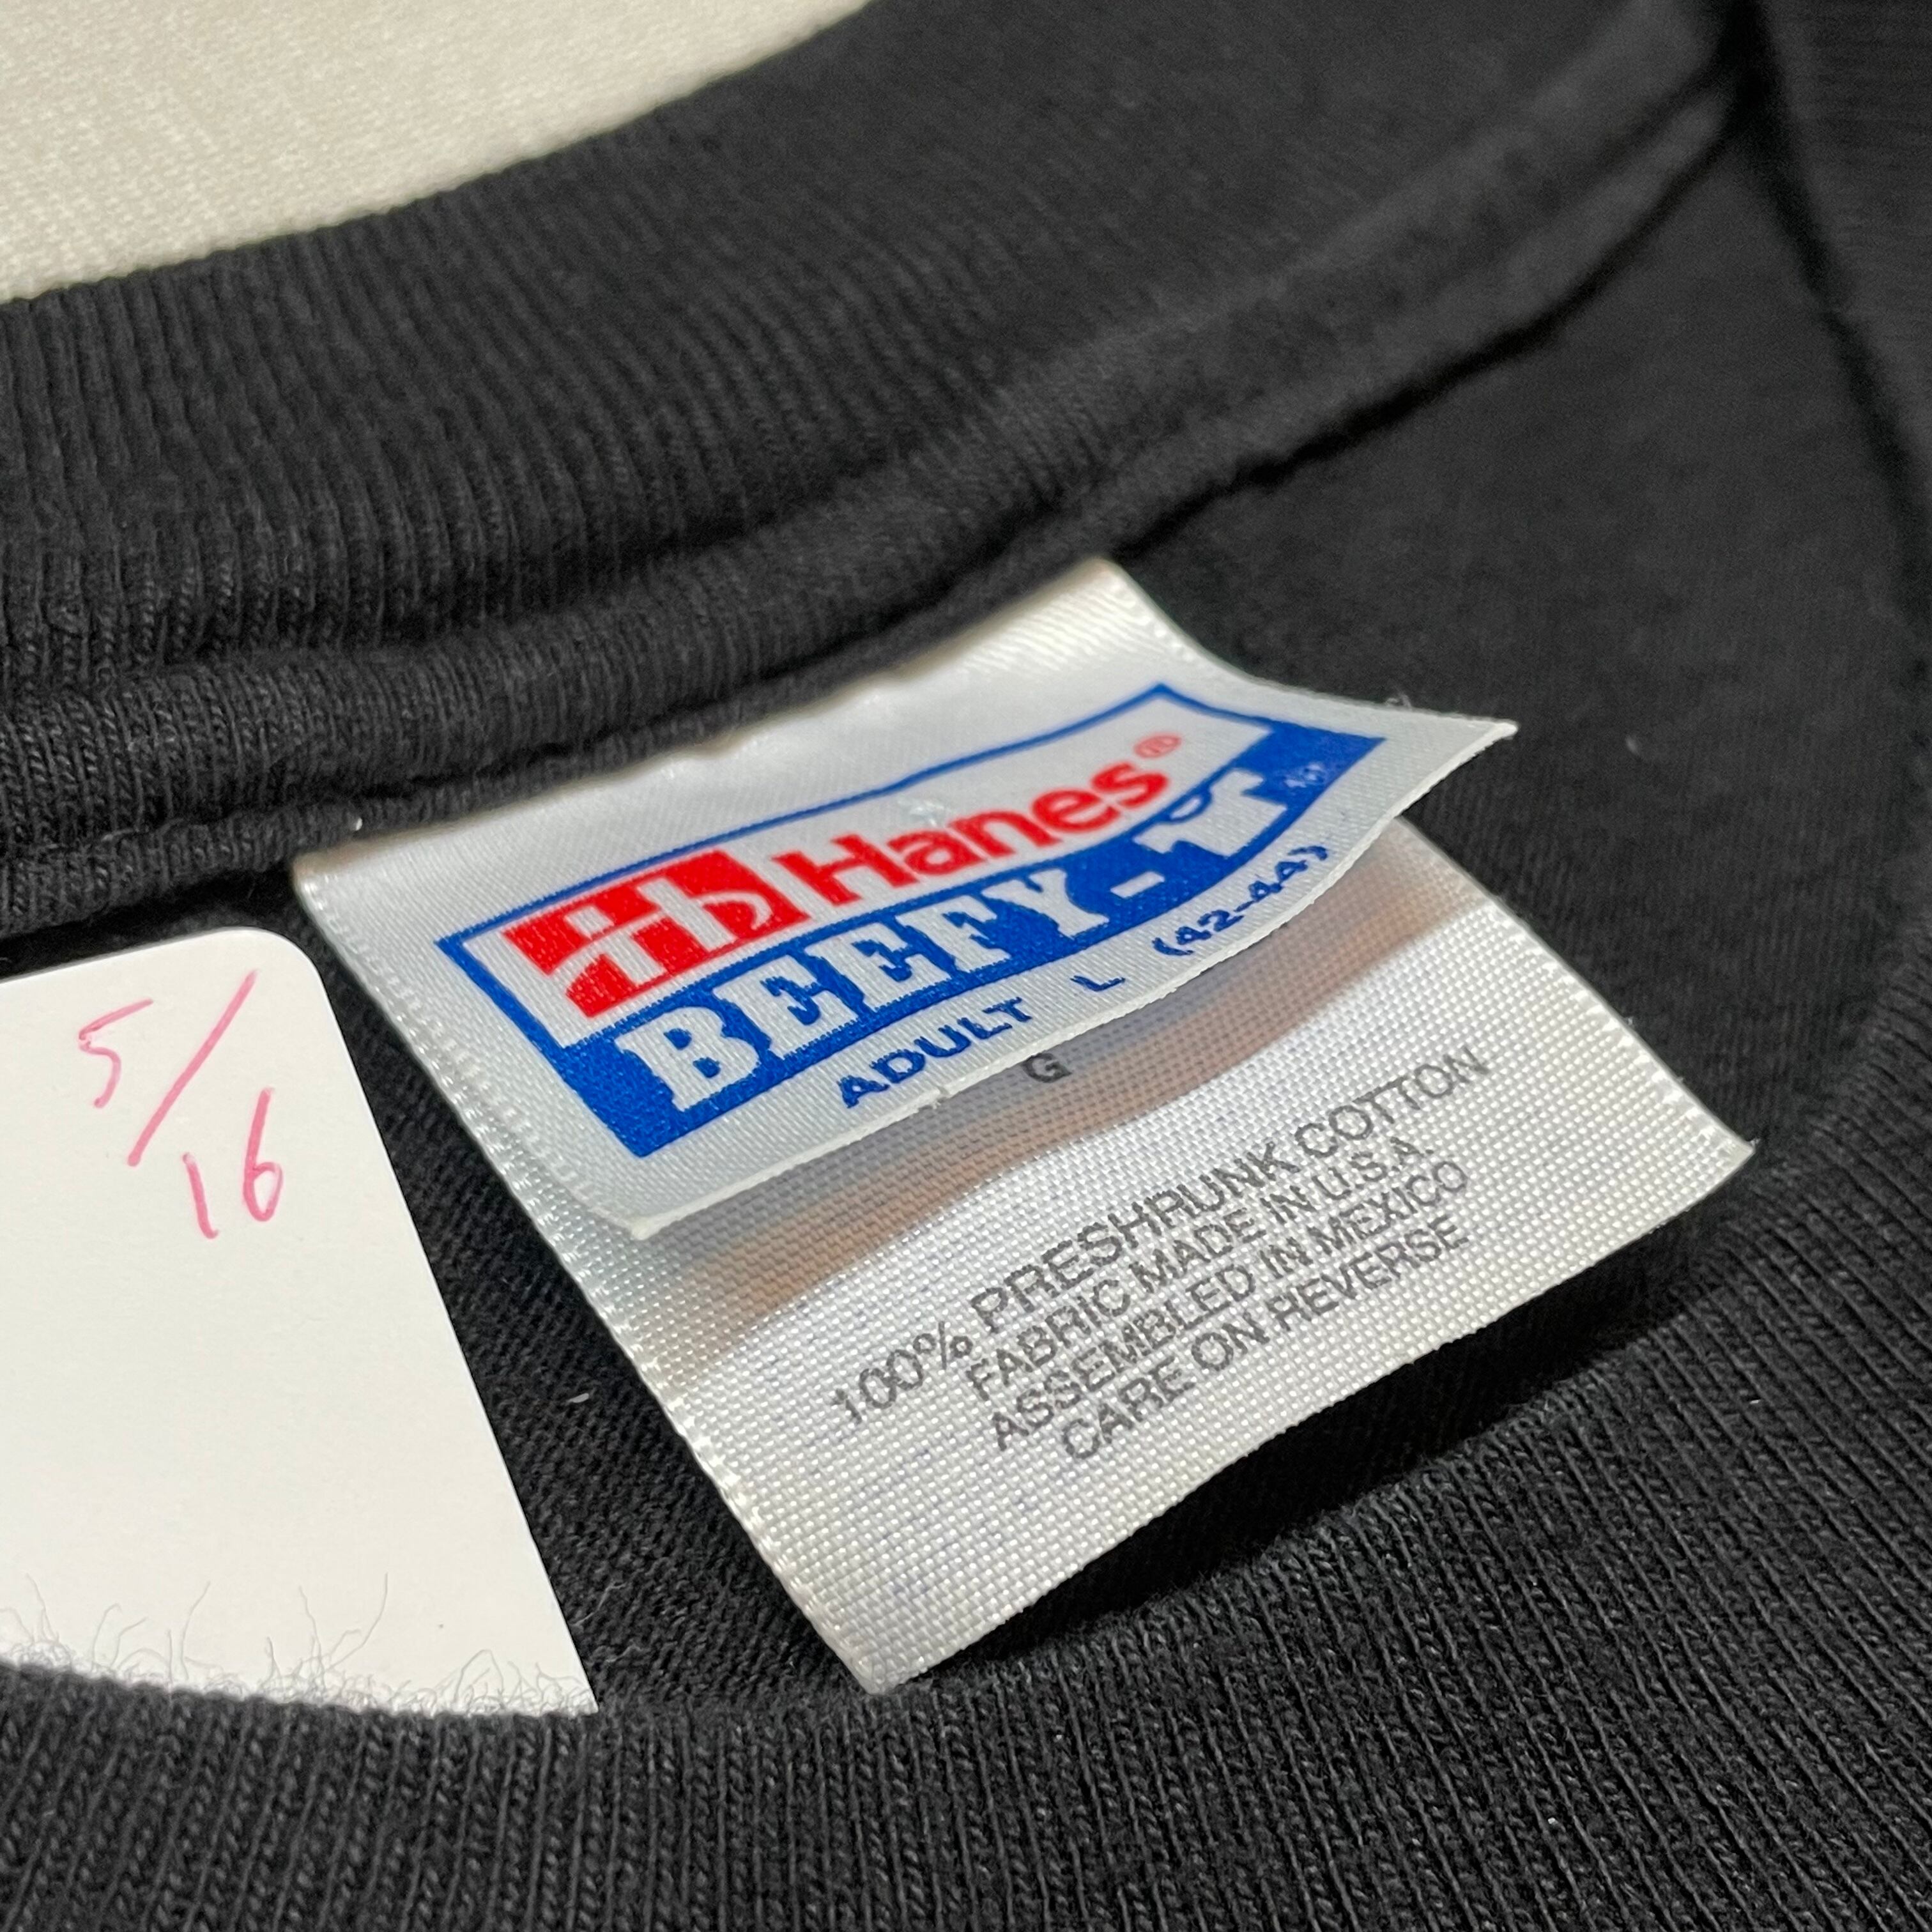 Hanes®
BEEFY-T®
ADULT L (42-44)
G
100% PRESHRUNK COTTON
FABRIC MADE IN U.S.A.
ASSEMBLED IN MEXICO
CARE ON REVERSE
5/16